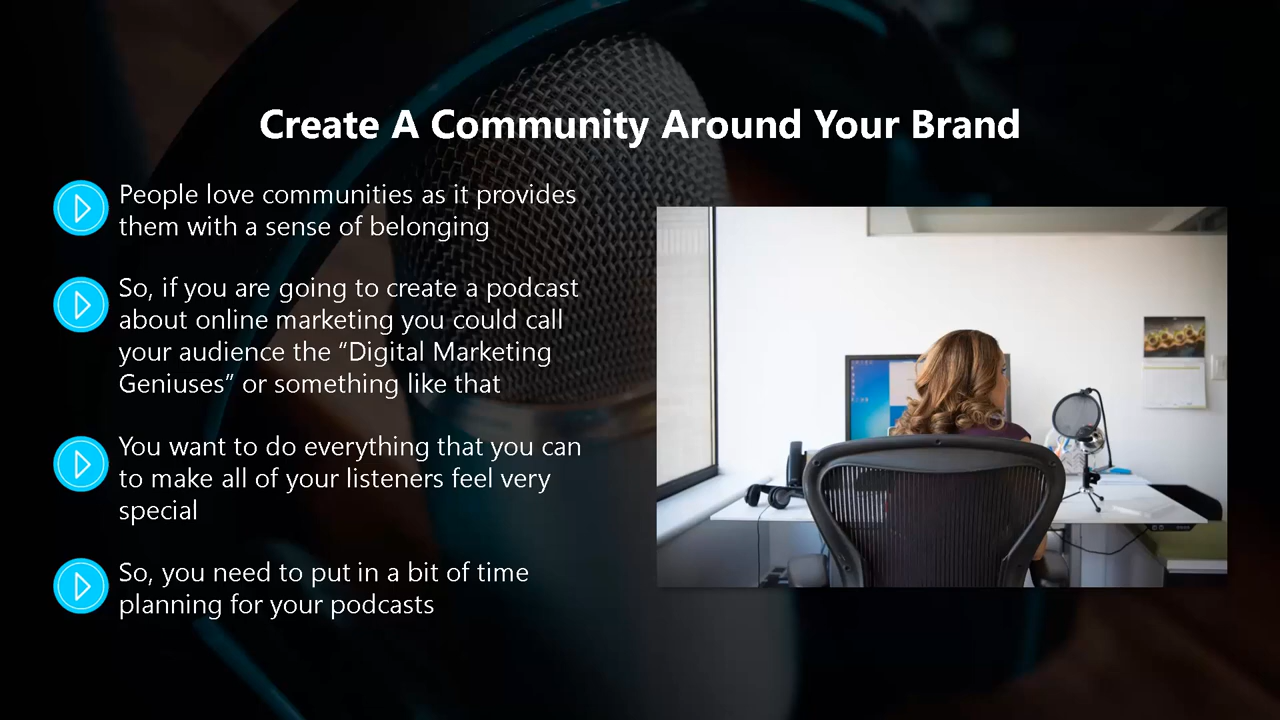 Create A Community Around Your Brand
People love communities as it provides
them with a sense of belonging
So, if you are going to create a podcast
about online marketing you could call
your audience the “Digital Marketing
Geniuses” or something like that
You want to do everything that you can
to make all of your listeners feel very
special
So, you need to put in a bit of time
planning for your podcasts